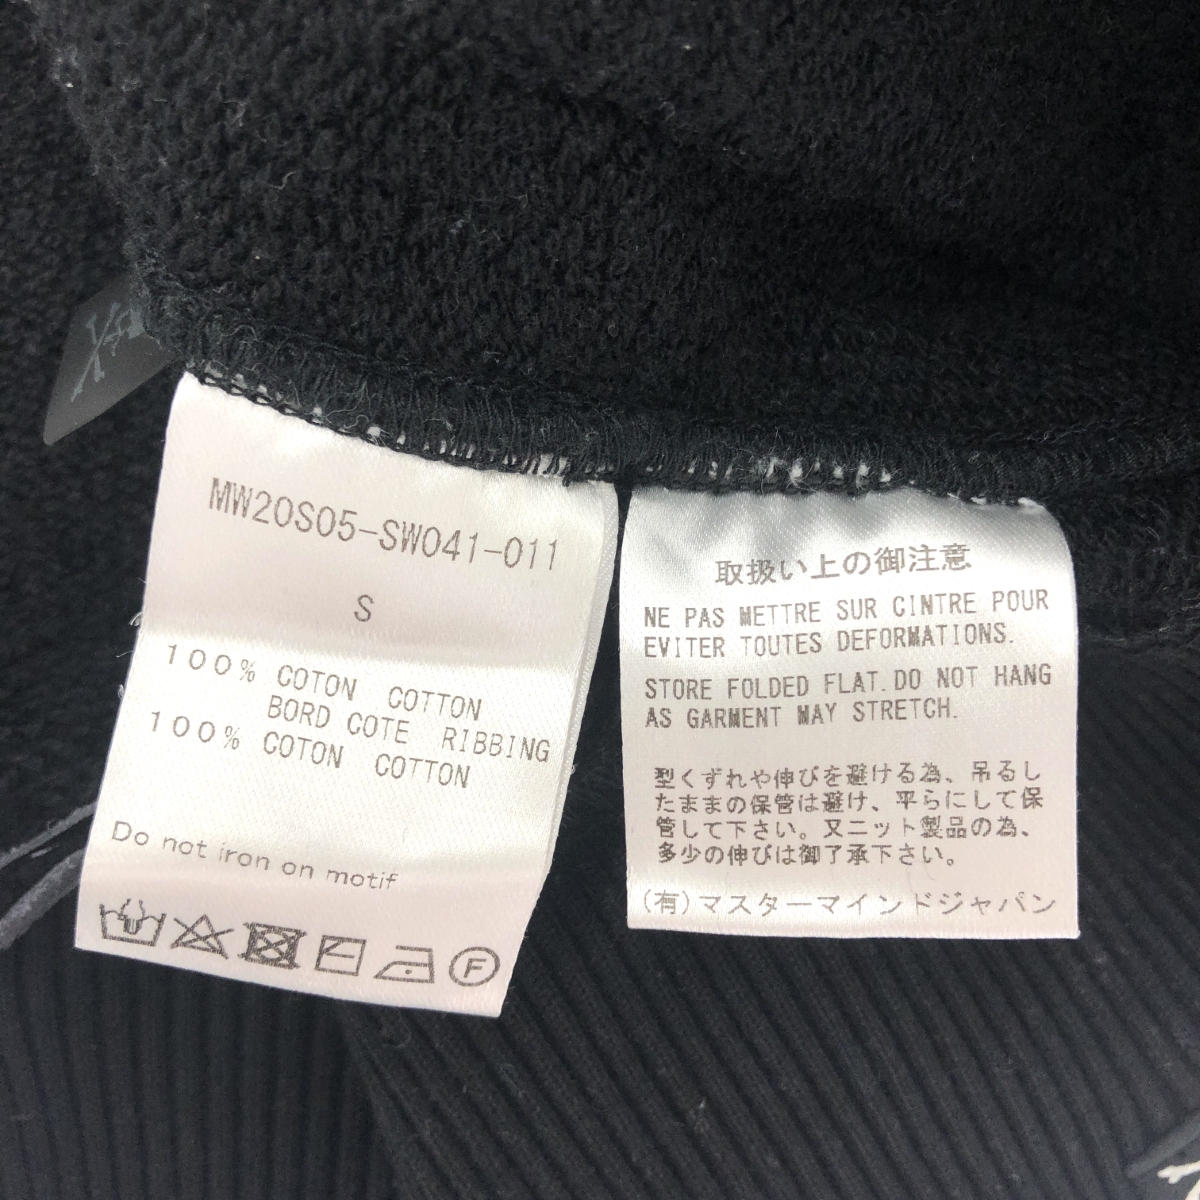 MW20S05-SW041-011
S
100% COTON COTTON
BORD COTE RIBBING
100% COTON COTTON
Do not iron on motif
F
取扱い上の御注意
NE PAS METTRE SUR CINTRE POUR
EVITER TOUTES DEFORMATIONS.
STORE FOLDED FLAT. DO NOT HANG
AS GARMENT MAY STRETCH.
型くずれや伸びを避ける為、吊るし
たままの保管は避け、平らにして保
管して下さい。又ニット製品の為、
多少の伸びは御了承下さい。
(有)マスターマインドジャパン